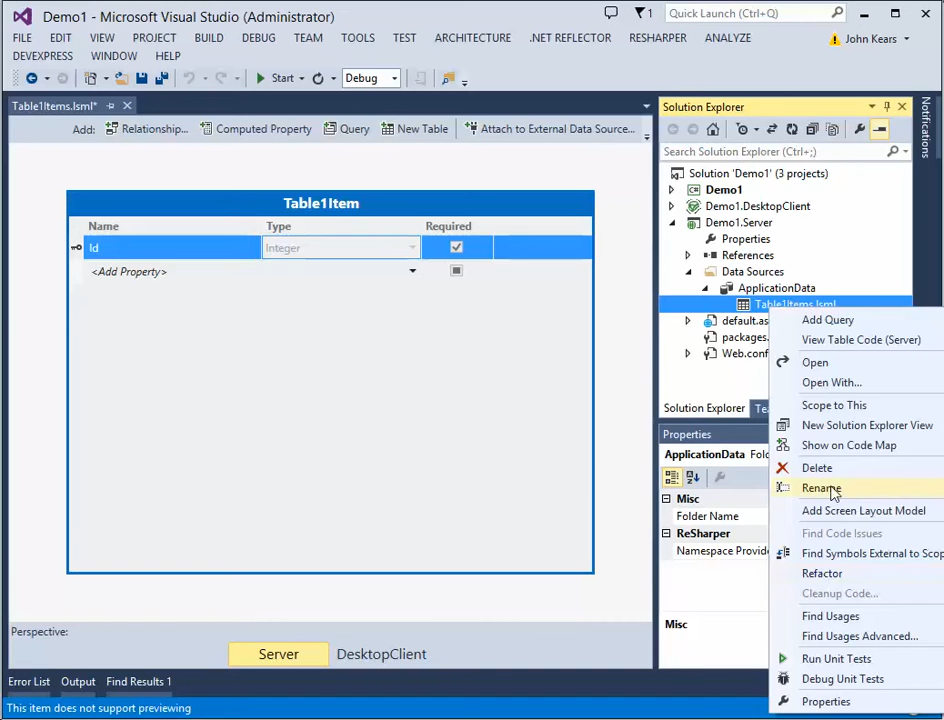 Demo1 - Microsoft Visual Studio (Administrator)
1
Quick Launch (Ctrl+Q)
FILE EDIT VIEW PROJECT BUILD DEBUG TEAM TOOLS TEST ARCHITECTURE .NET REFLECTOR RESHARPER ANALYZE
John Kears
DEVEXPRESS WINDOW HELP
Start
Debug
Table1Items.lsml*
Add: Relationship... Computed Property Query New Table Attach to External Data Source...
Table1Item
Name Type Required
Id Integer
<Add Property>
Perspective:
Server DesktopClient
Error List Output Find Results 1
This item does not support previewing
Solution Explorer
Search Solution Explorer (Ctrl+;)
Solution 'Demo1' (3 projects)
Demo1
Demo1.DesktopClient
Demo1.Server
Properties
References
Data Sources
ApplicationData
Table1Items.lsml
default.as
packages.
Web.conf
Solution Explorer Te
Properties
ApplicationData Fol
Misc
Folder Name
ReSharper
Namespace Provid
Misc
Notifications
Add Query
View Table Code (Server)
Open
Open With...
Scope to This
New Solution Explorer View
Show on Code Map
Delete
Rename
Add Screen Layout Model
Find Code Issues
Find Symbols External to Scop
Refactor
Cleanup Code...
Find Usages
Find Usages Advanced...
Run Unit Tests
Debug Unit Tests
Properties